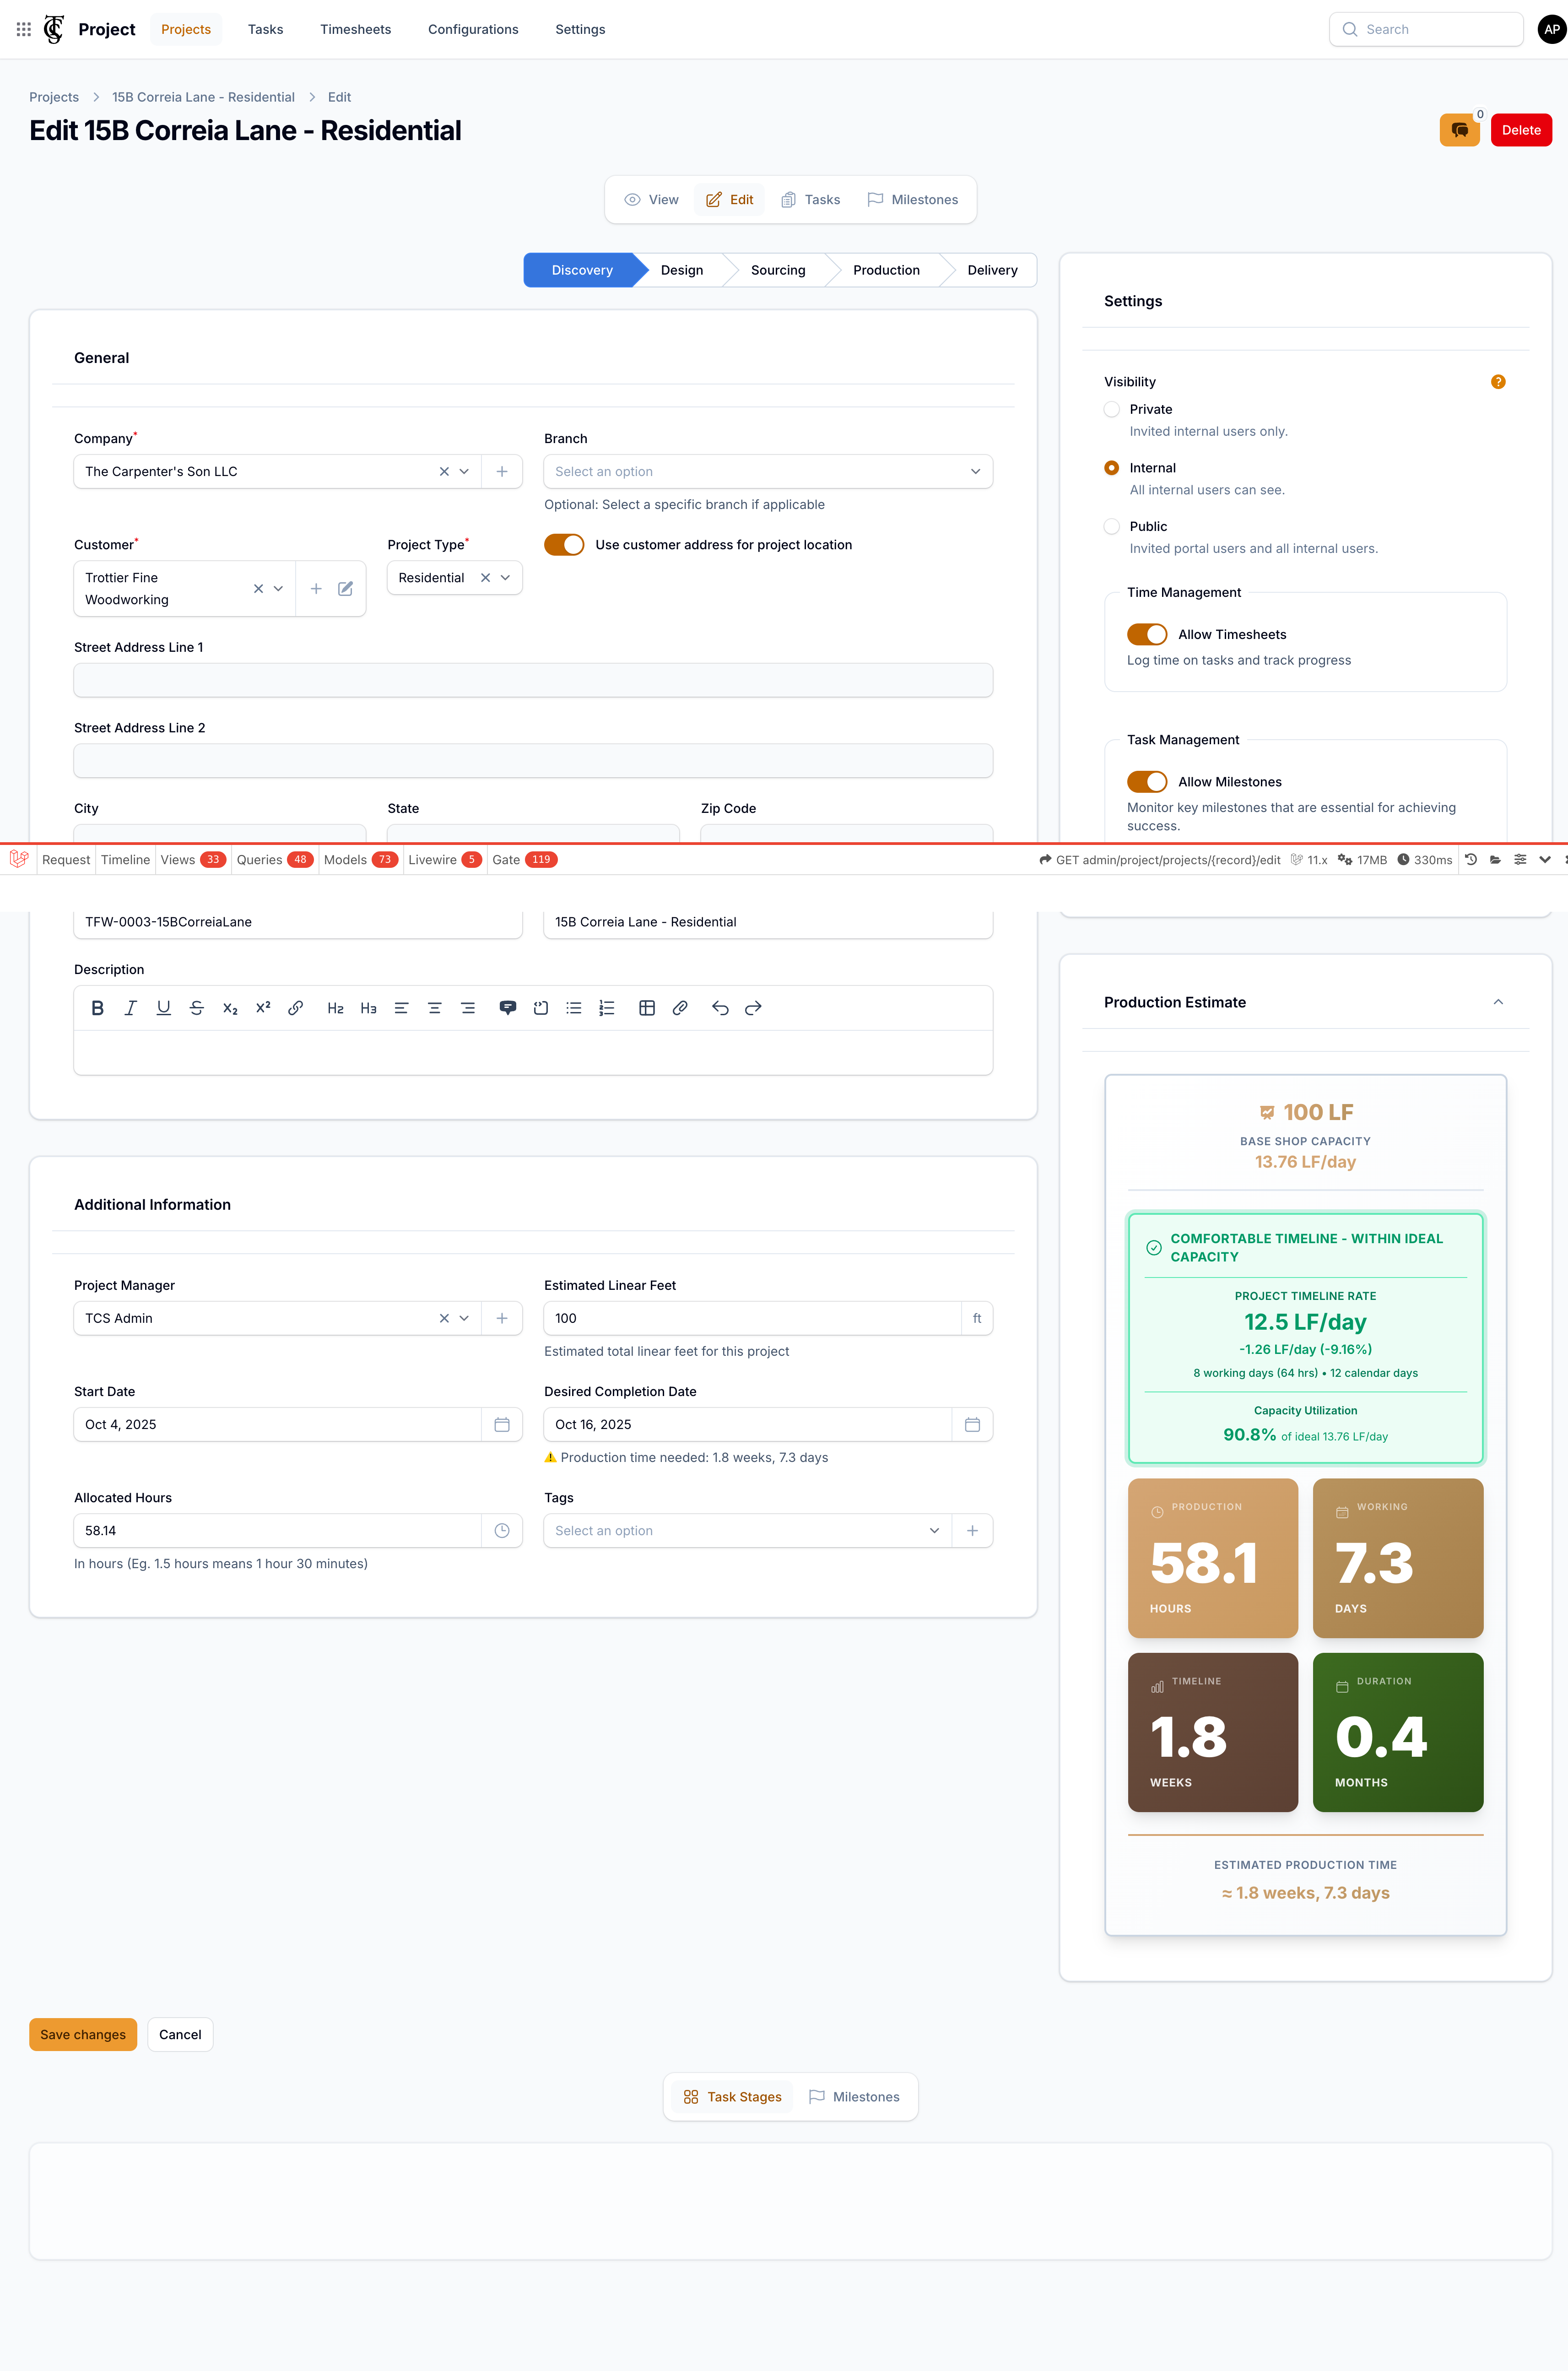 Project
Projects
Tasks
Timesheets
Configurations
Settings
Search
AP
Projects
15B Correia Lane - Residential
Edit
Edit 15B Correia Lane - Residential
0
Delete
View
Edit
Tasks
Milestones
Discovery
Design
Sourcing
Production
Delivery
General
Company*
The Carpenter's Son LLC
Branch
Select an option
Optional: Select a specific branch if applicable
Customer*
Trottier Fine
Woodworking
Project Type*
Residential
Use customer address for project location
Street Address Line 1
Street Address Line 2
City
State
Zip Code
Settings
Visibility
?
Private
Invited internal users only.
Internal
All internal users can see.
Public
Invited portal users and all internal users.
Time Management
Allow Timesheets
Log time on tasks and track progress
Task Management
Allow Milestones
Monitor key milestones that are essential for achieving
success.
Request
Timeline
Views 33
Queries 48
Models 73
Livewire 5
Gate 119
GET admin/project/projects/{record}/edit
11.x
17MB
330ms
TFW-0003-15BCorreiaLane
15B Correia Lane - Residential
Description
B I U S X₂ X² H2 H3
Additional Information
Project Manager
TCS Admin
Estimated Linear Feet
100
ft
Estimated total linear feet for this project
Start Date
Oct 4, 2025
Desired Completion Date
Oct 16, 2025
⚠️ Production time needed: 1.8 weeks, 7.3 days
Allocated Hours
58.14
In hours (Eg. 1.5 hours means 1 hour 30 minutes)
Tags
Select an option
Production Estimate
100 LF
BASE SHOP CAPACITY
13.76 LF/day
COMFORTABLE TIMELINE - WITHIN IDEAL
CAPACITY
PROJECT TIMELINE RATE
12.5 LF/day
-1.26 LF/day (-9.16%)
8 working days (64 hrs) • 12 calendar days
Capacity Utilization
90.8% of ideal 13.76 LF/day
PRODUCTION
58.1
HOURS
WORKING
7.3
DAYS
TIMELINE
1.8
WEEKS
DURATION
0.4
MONTHS
ESTIMATED PRODUCTION TIME
≈ 1.8 weeks, 7.3 days
Save changes
Cancel
Task Stages
Milestones